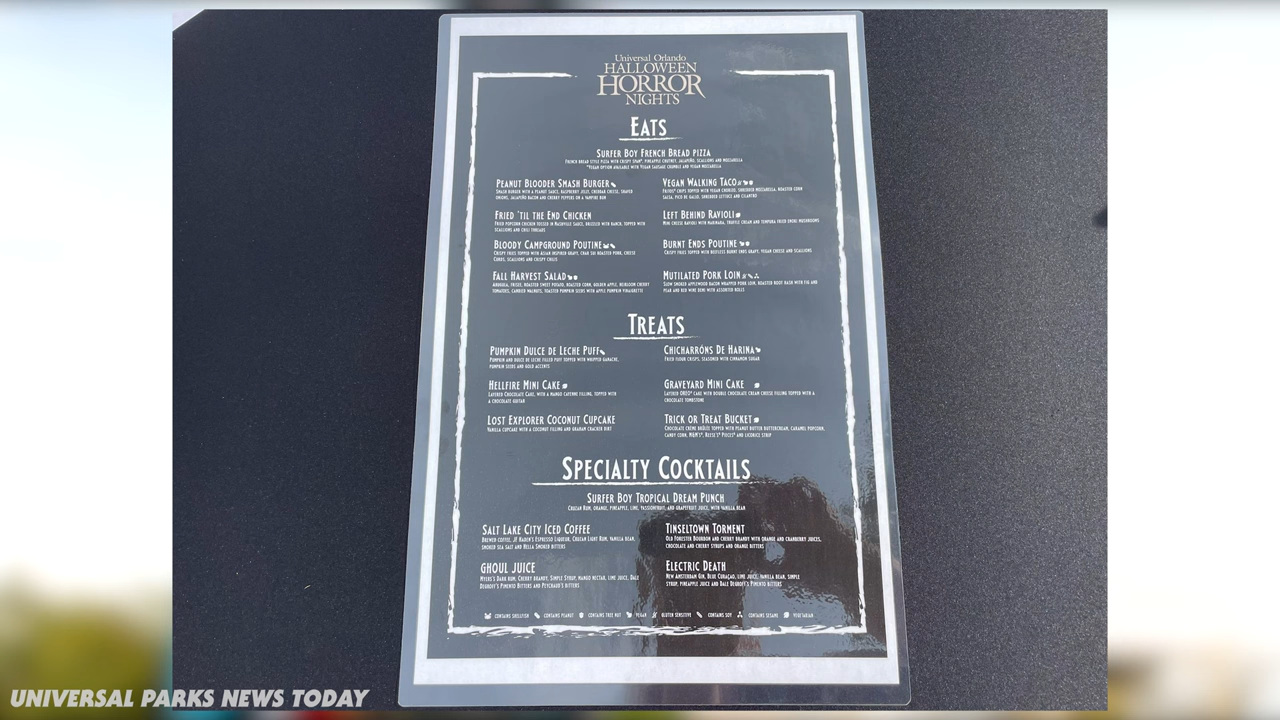 Universal Orlando
HALLOWEEN
HORROR
NIGHTS
EATS
SURFER BOY FRENCH BREAD PIZZA
FRENCH BREAD STYLE PIZZA WITH CRISPY SPAM®, PINEAPPLE CHUTNEY, JALAPEÑO, SCALLIONS AND MOZZARELLA
*VEGAN OPTION AVAILABLE WITH VEGAN SAUSAGE CRUMBLE AND VEGAN MOZZARELLA
PEANUT BLOODER SMASH BURGER
SMASH BURGER WITH A PEANUT SAUCE, RASPBERRY JELLY, CHEDDAR CHEESE, SHAVED
ONIONS, JALAPEÑO BACON AND CHERRY PEPPERS ON A VAMPIRE BUN
VEGAN WALKING TACO
FRITOS® CHIPS TOPPED WITH VEGAN CHORIZO, SHREDDED MOZZARELLA, ROASTED CORN
SALSA, PICO DE GALLO, SHREDDED LETTUCE AND CILANTRO
FRIED 'TIL THE END CHICKEN
FRIED POPCORN CHICKEN TOSSED IN NASHVILLE SAUCE, DRIZZLED WITH RANCH, TOPPED WITH
SCALLIONS AND CHILI THREADS
LEFT BEHIND RAVIOLI
MINI CHEESE RAVIOLI WITH MARINARA, TRUFFLE CREAM AND TEMPURA FRIED ENOKI MUSHROOMS
BLOODY CAMPGROUND POUTINE
CRISPY FRIES TOPPED WITH ASIAN INSPIRED GRAVY, CHAR SIU ROASTED PORK, CHEESE
CURDS, SCALLIONS AND CRISPY CHILIS
BURNT ENDS POUTINE
CRISPY FRIES TOPPED WITH BEEFLESS BURNT ENDS GRAVY, VEGAN CHEESE AND SCALLIONS
FALL HARVEST SALAD
ARUGULA, FRISÉE, ROASTED SWEET POTATO, ROASTED CORN, GOLDEN APPLE, HEIRLOOM CHERRY
TOMATOES, CANDIED WALNUTS, TOASTED PUMPKIN SEEDS WITH APPLE PUMPKIN VINAIGRETTE
MUTILATED PORK LOIN
SLOW SMOKED APPLEWOOD BACON WRAPPED PORK LOIN, ROASTED ROOT HASH WITH FIG AND
PEAR AND RED WINE DEMI WITH ASSORTED ROLLS
TREATS
PUMPKIN DULCE DE LECHE PUFF
PUMPKIN AND DULCE DE LECHE FILLED PUFF TOPPED WITH WHIPPED GANACHE,
PUMPKIN SEEDS AND GOLD ACCENTS
CHICHARRÓNS DE HARINA
FRIED FLOUR CRISPS, SEASONED WITH CINNAMON SUGAR
HELLFIRE MINI CAKE
LAYERED CHOCOLATE CAKE, WITH A MANGO CAYENNE FILLING, TOPPED WITH
A CHOCOLATE GUITAR
GRAVEYARD MINI CAKE
LAYERED OREO® CAKE WITH DOUBLE CHOCOLATE CREAM CHEESE FILLING TOPPED WITH A
CHOCOLATE TOMBSTONE
LOST EXPLORER COCONUT CUPCAKE
VANILLA CUPCAKE WITH A COCONUT FILLING AND GRAHAM CRACKER DIRT
TRICK OR TREAT BUCKET
CHOCOLATE CRÈME BRÛLÉE TOPPED WITH PEANUT BUTTER BUTTERCREAM, CARAMEL POPCORN,
CANDY CORN, M&M'S®, REESE'S® PIECES® AND LICORICE STRIP
SPECIALTY COCKTAILS
SURFER BOY TROPICAL DREAM PUNCH
CRUZAN RUM, ORANGE, PINEAPPLE, LIME, PASSIONFRUIT, AND GRAPEFRUIT JUICE, WITH VANILLA BEAN
SALT LAKE CITY ICED COFFEE
BREWED COFFEE, JF HADEN'S ESPRESSO LIQUEUR, CRUZAN LIGHT RUM, VANILLA BEAN,
SMOKED SEA SALT AND HELLA SMOKED BITTERS
TINSELTOWN TORMENT
OLD FORESTER BOURBON AND CHERRY BRANDY WITH ORANGE AND CRANBERRY JUICES,
CHOCOLATE AND CHERRY SYRUPS AND ORANGE BITTERS
GHOUL JUICE
MYERS'S DARK RUM, CHERRY BRANDY, SIMPLE SYRUP, MANGO NECTAR, LIME JUICE, DALE
DEGROFF'S PIMENTO BITTERS AND PEYCHAUD'S BITTERS
ELECTRIC DEATH
NEW AMSTERDAM GIN, BLUE CURAÇAO, LIME JUICE, VANILLA BEAN, SIMPLE
SYRUP, PINEAPPLE JUICE AND DALE DEGROFF'S PIMENTO BITTERS
CONTAINS SHELLFISH CONTAINS PEANUT CONTAINS TREE NUT VEGAN GLUTEN SENSITIVE CONTAINS SOY CONTAINS SESAME VEGETARIAN
UNIVERSAL PARKS NEWS TODAY